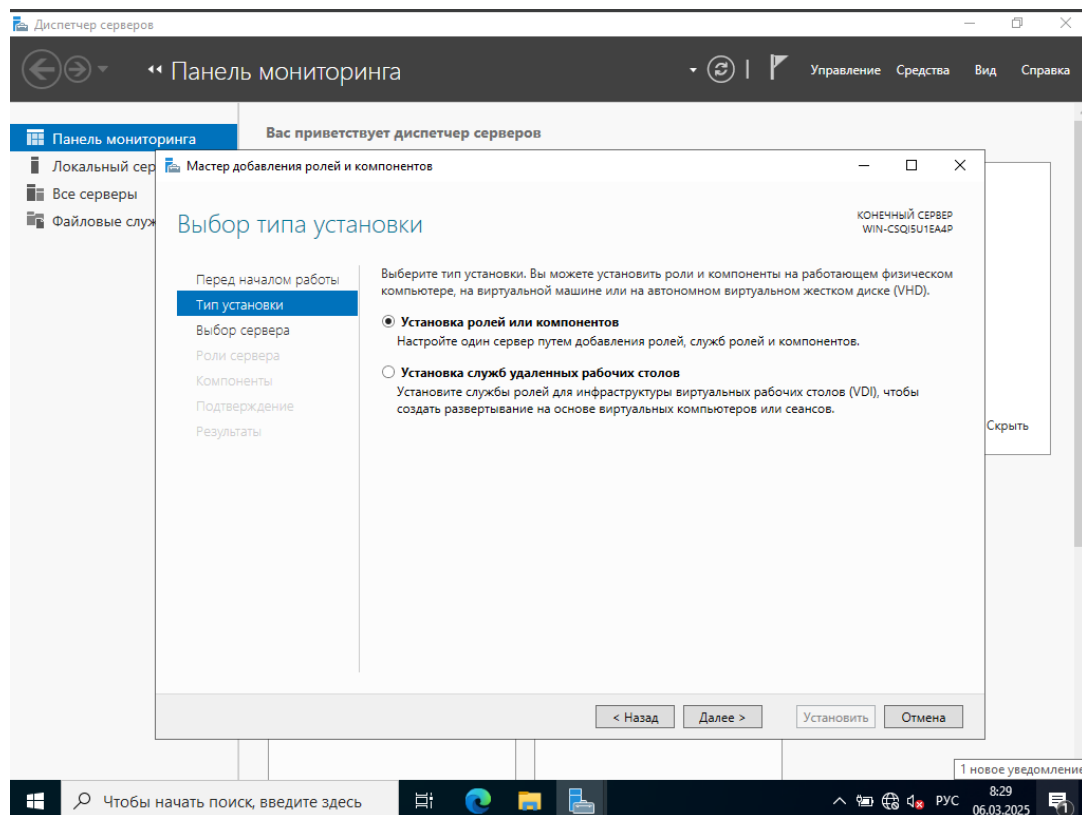 Диспетчер серверов
Панель мониторинга
Управление Средства Вид Справка
Панель мониторинга
Локальный сер
Все серверы
Файловые служ
Вас приветствует диспетчер серверов
Мастер добавления ролей и компонентов
Выбор типа установки
КОНЕЧНЫЙ СЕРВЕР
WIN-CSQI5U1EA4P
Перед началом работы
Тип установки
Выбор сервера
Роли сервера
Компоненты
Подтверждение
Результаты
Выберите тип установки. Вы можете установить роли и компоненты на работающем физическом
компьютере, на виртуальной машине или на автономном виртуальном жестком диске (VHD).
Установка ролей или компонентов
Настройте один сервер путем добавления ролей, служб ролей и компонентов.
Установка служб удаленных рабочих столов
Установите службы ролей для инфраструктуры виртуальных рабочих столов (VDI), чтобы
создать развертывание на основе виртуальных компьютеров или сеансов.
Скрыть
< Назад Далее > Установить Отмена
1 новое уведомление
Чтобы начать поиск, введите здесь
РУС
8:29
06.03.2025
1